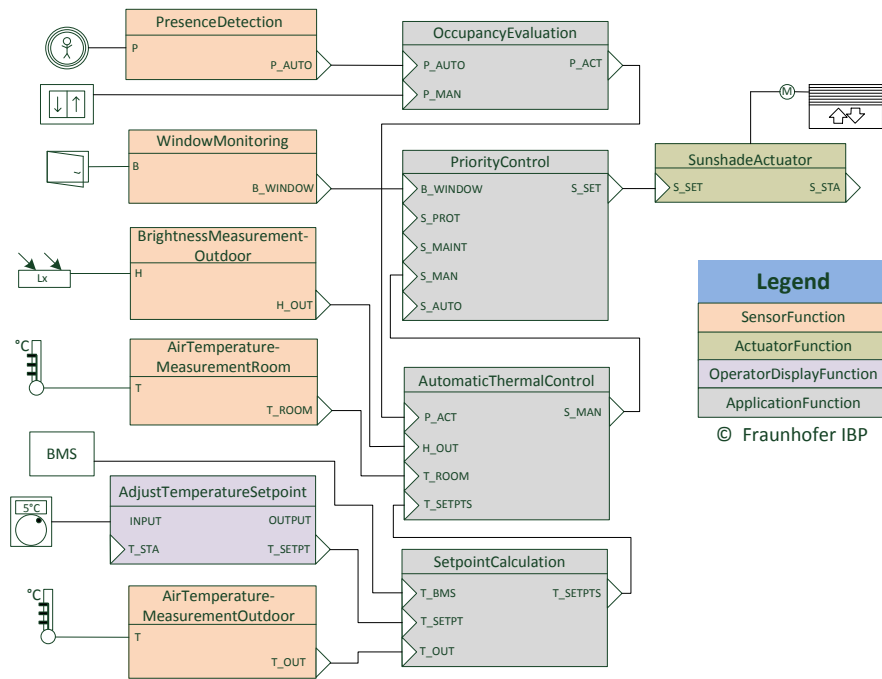 PresenceDetection
P
P_AUTO
OccupancyEvaluation
P_AUTO
P_ACT
P_MAN
M
WindowMonitoring
B
B_WINDOW
PriorityControl
B_WINDOW
S_SET
S_PROT
S_MAINT
S_MAN
S_AUTO
SunshadeActuator
S_SET
S_STA
BrightnessMeasurement-
Outdoor
H
H_OUT
Lx
Legend
SensorFunction
ActuatorFunction
OperatorDisplayFunction
ApplicationFunction
© Fraunhofer IBP
°C
AirTemperature-
MeasurementRoom
T
T_ROOM
AutomaticThermalControl
P_ACT
S_MAN
H_OUT
T_ROOM
T_SETPTS
BMS
5°C
AdjustTemperatureSetpoint
INPUT
OUTPUT
T_STA
T_SETPT
SetpointCalculation
T_BMS
T_SETPTS
T_SETPT
T_OUT
°C
AirTemperature-
MeasurementOutdoor
T
T_OUT